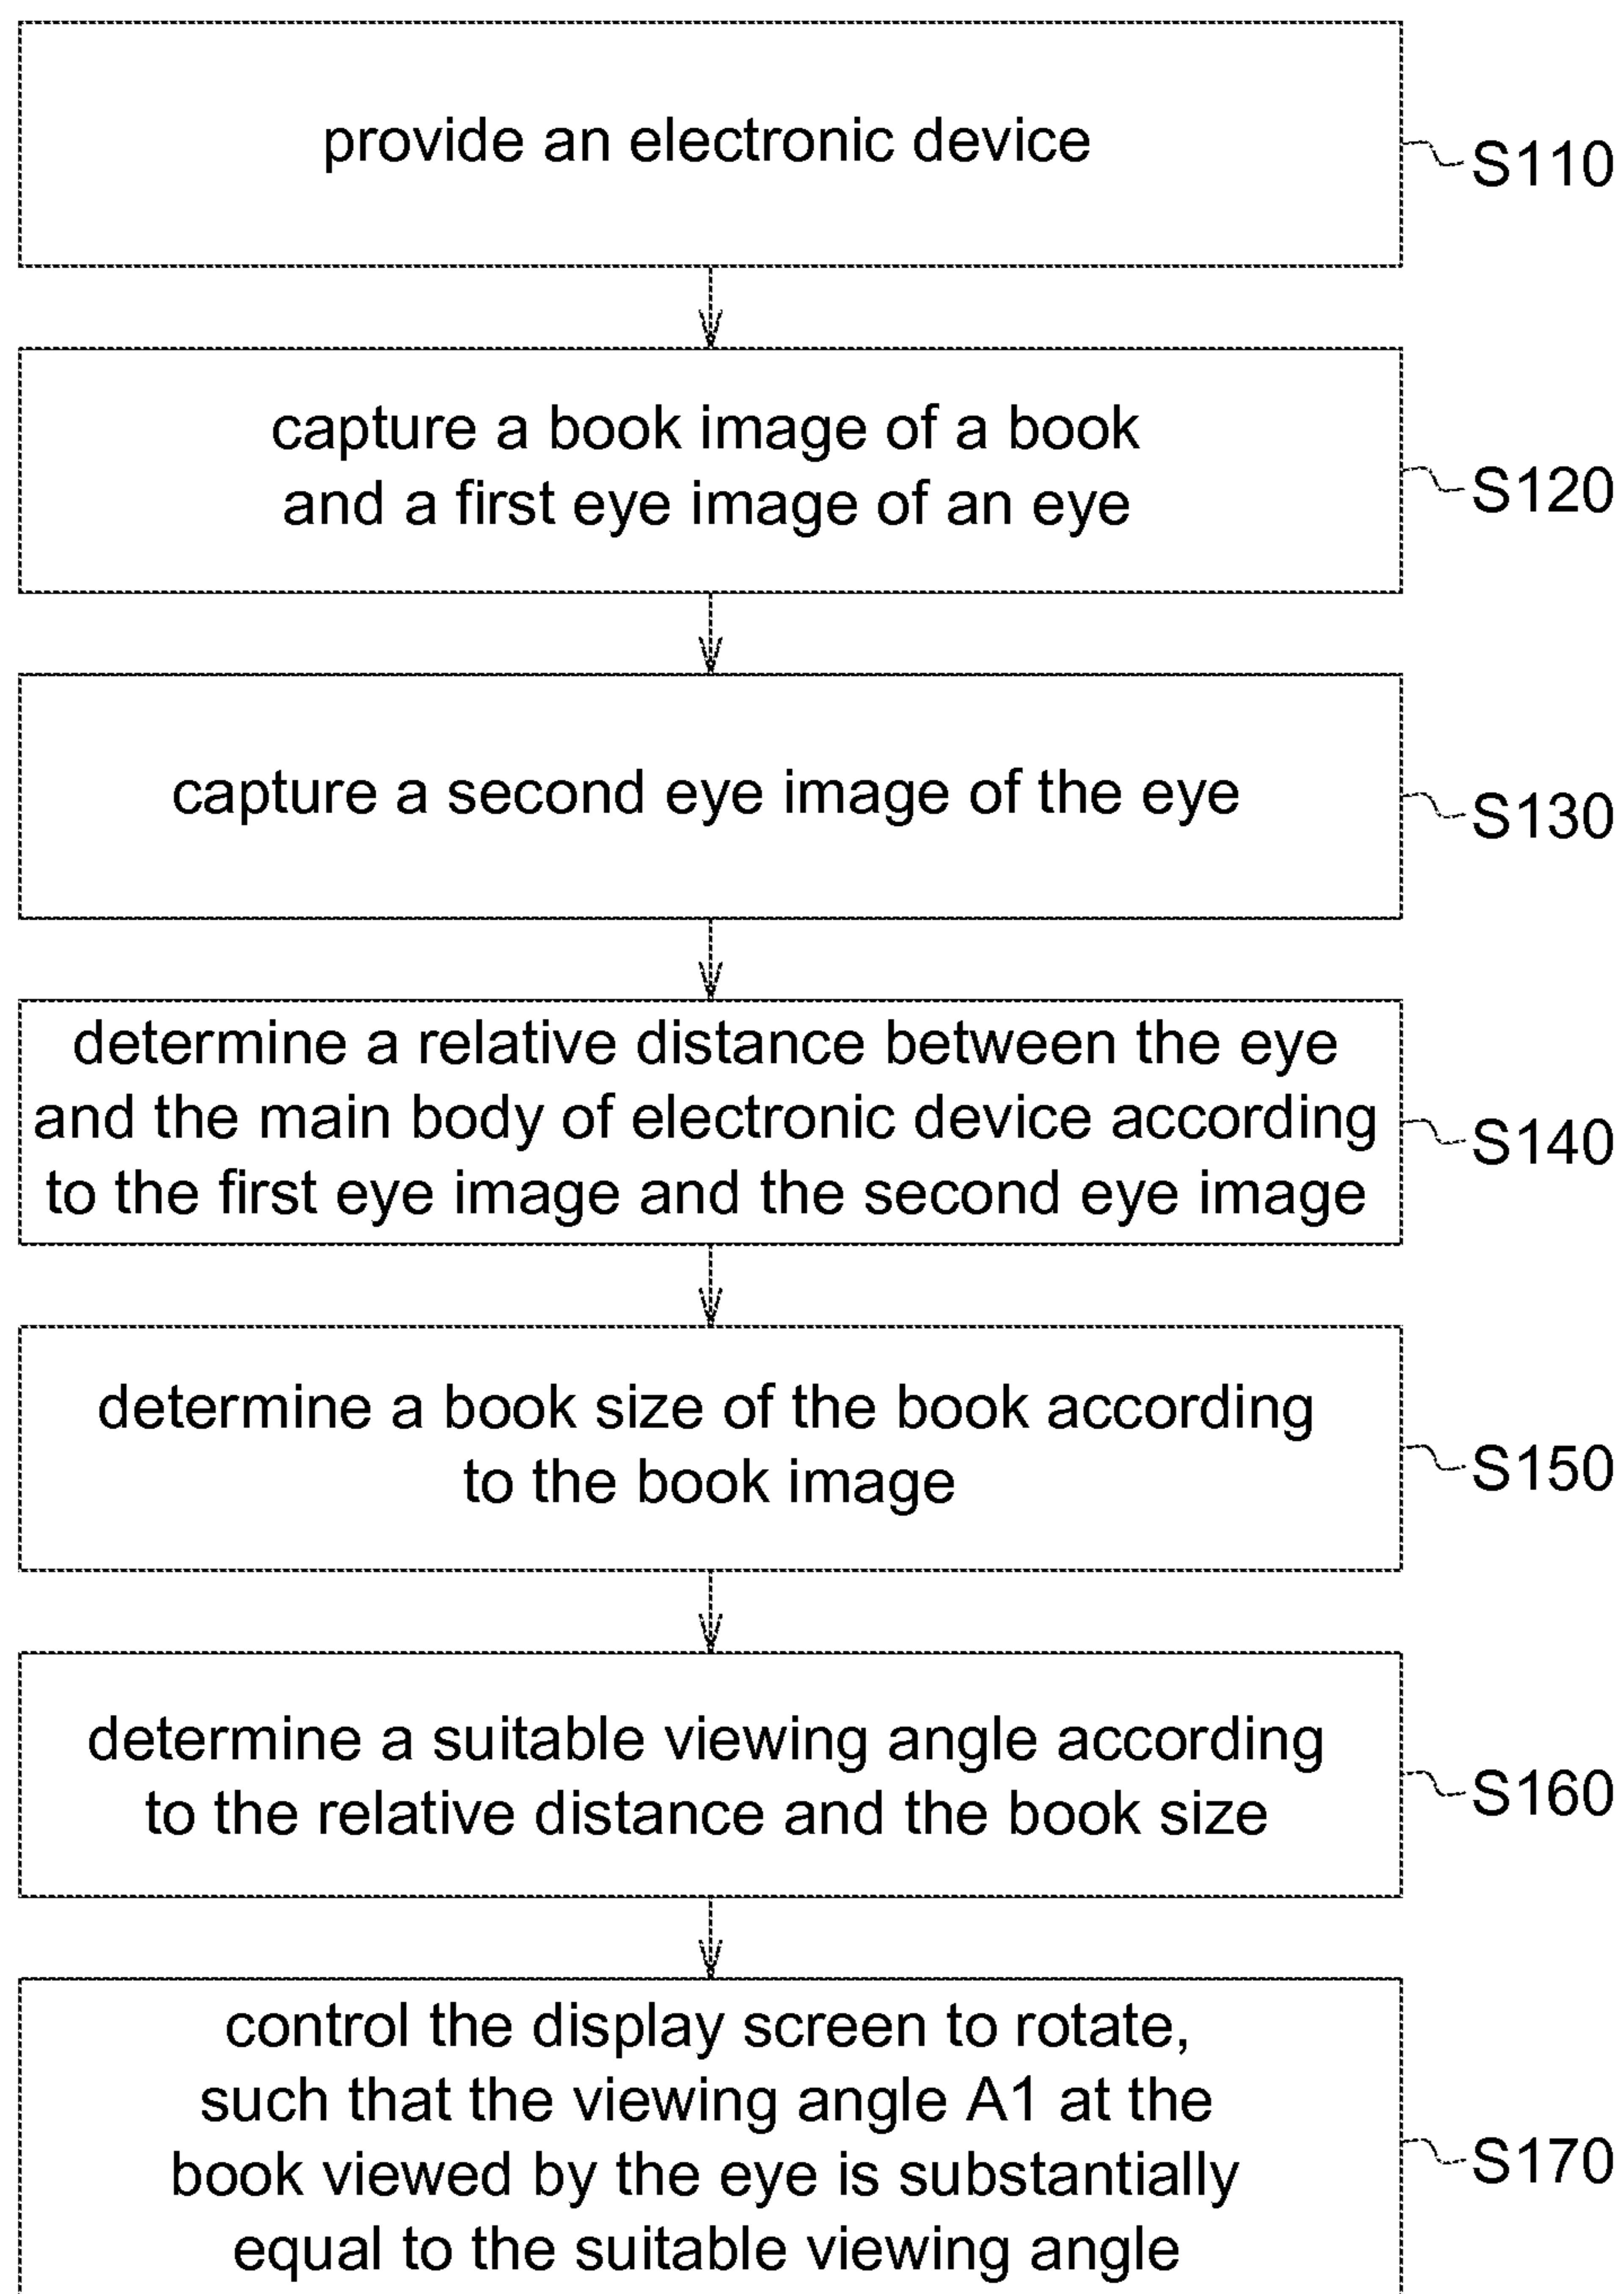 provide an electronic device
S110
capture a book image of a book
and a first eye image of an eye
S120
capture a second eye image of the eye
S130
determine a relative distance between the eye
and the main body of electronic device according
to the first eye image and the second eye image
S140
determine a book size of the book according
to the book image
S150
determine a suitable viewing angle according
to the relative distance and the book size
S160
control the display screen to rotate,
such that the viewing angle A1 at the
book viewed by the eye is substantially
equal to the suitable viewing angle
S170